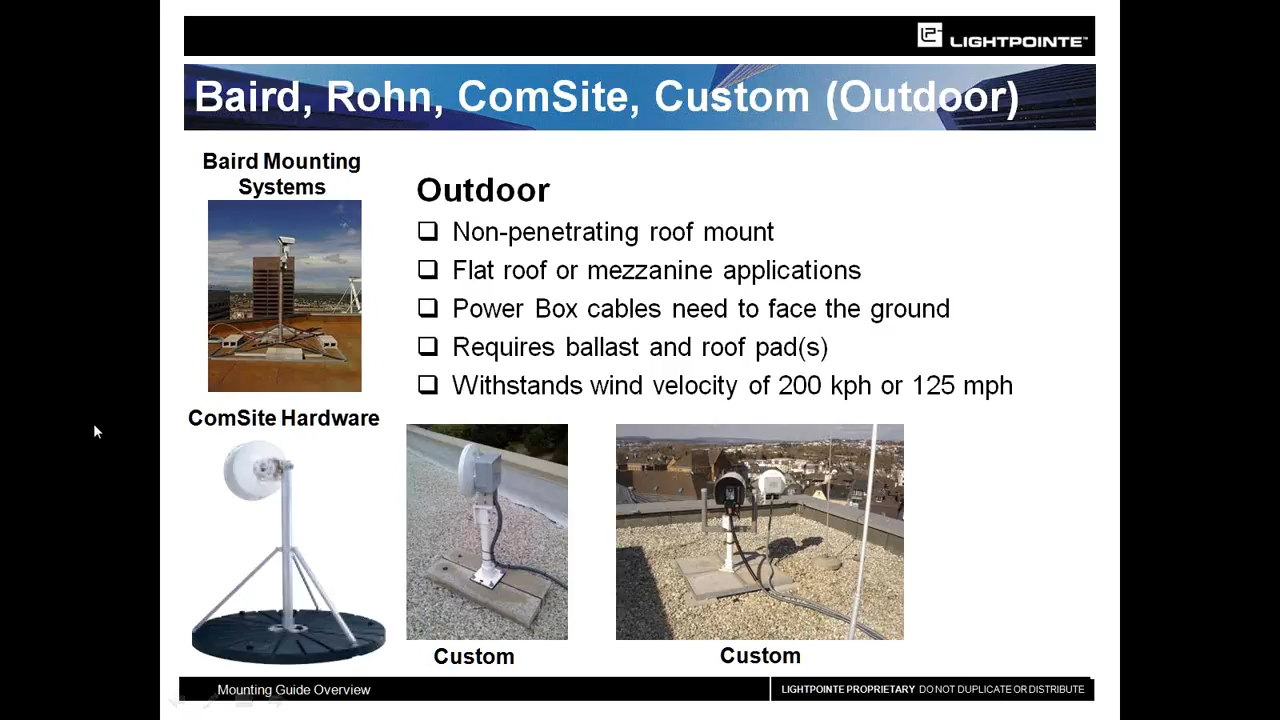 LIGHTPOINTE™
Baird, Rohn, ComSite, Custom (Outdoor)
Baird Mounting
Systems
Outdoor
Non-penetrating roof mount
Flat roof or mezzanine applications
Power Box cables need to face the ground
Requires ballast and roof pad(s)
Withstands wind velocity of 200 kph or 125 mph
ComSite Hardware
Custom
Custom
Mounting Guide Overview
LIGHTPOINTE PROPRIETARY DO NOT DUPLICATE OR DISTRIBUTE